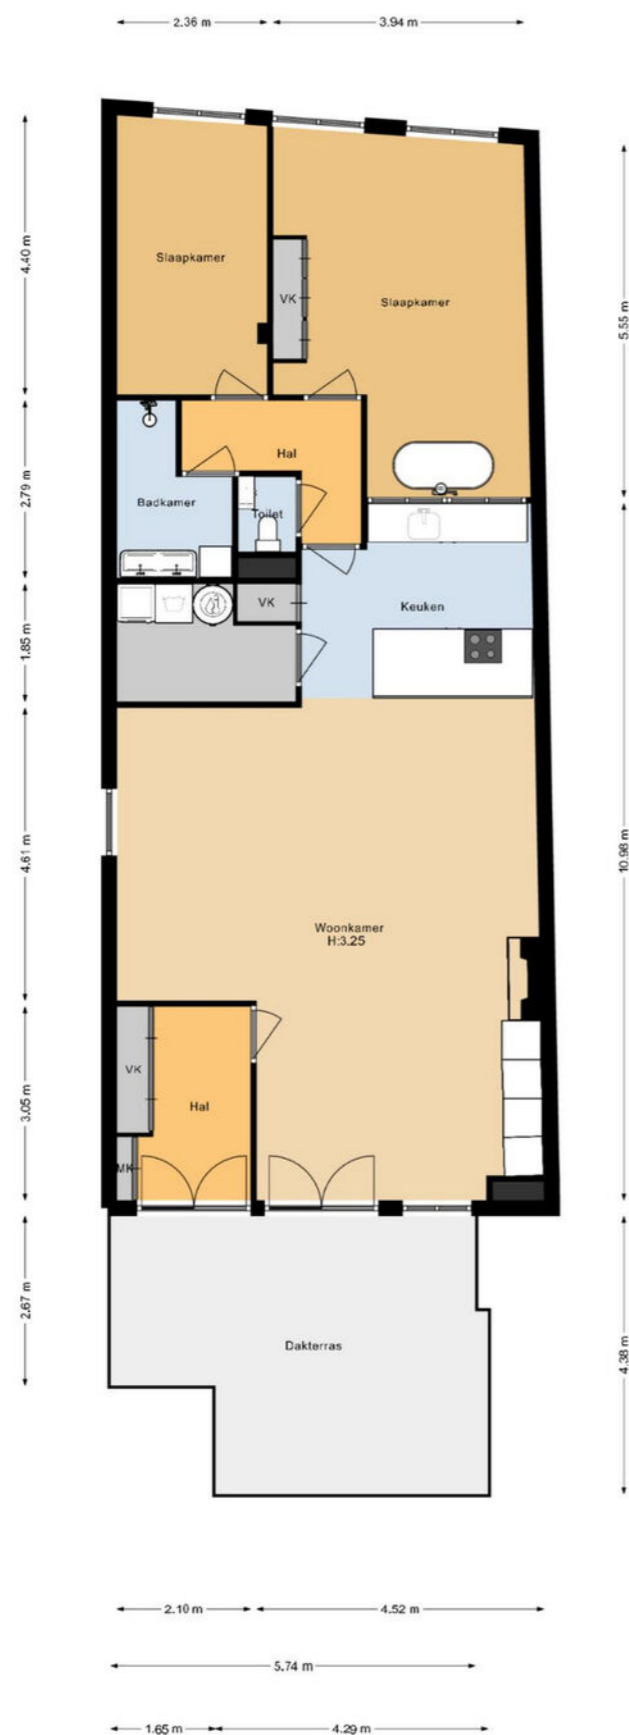 2.36 m
3.94 m
4.40 m
5.55 m
Slaapkamer
VK
Slaapkamer
2.79 m
Hal
Badkamer
Toilet
1.85 m
VK
Keuken
4.61 m
10.98 m
Woonkamer
H:3.25
3.05 m
VK
Hal
MK
2.67 m
4.38 m
Dakterras
2.10 m
4.52 m
5.74 m
1.65 m
4.29 m